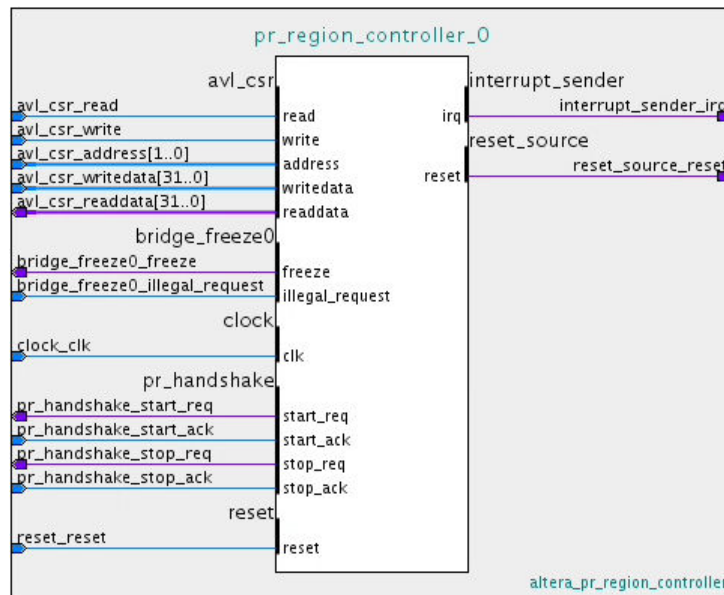 pr_region_controller_0
avl_csr
interrupt_sender
avl_csr_read
read
irq
interrupt_sender_irq
avl_csr_write
write
reset_source
avl_csr_address[1..0]
address
reset
reset_source_reset
avl_csr_writedata[31..0]
writedata
avl_csr_readdata[31..0]
readdata
bridge_freeze0
bridge_freeze0_freeze
freeze
bridge_freeze0_illegal_request
illegal_request
clock
clock_clk
clk
pr_handshake
pr_handshake_start_req
start_req
pr_handshake_start_ack
start_ack
pr_handshake_stop_req
stop_req
pr_handshake_stop_ack
stop_ack
reset
reset_reset
reset
altera_pr_region_controller